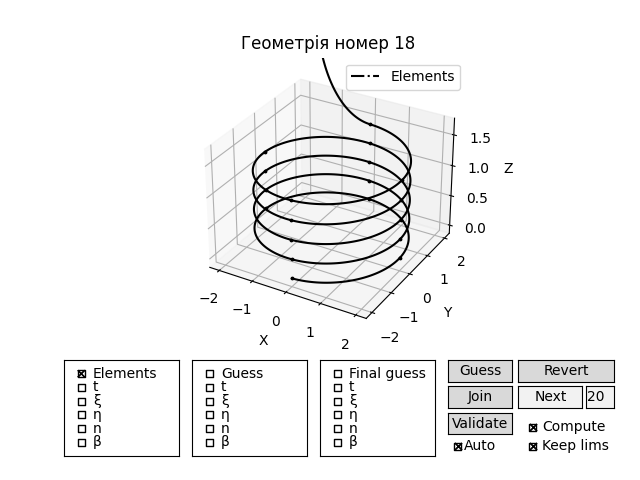 Геометрія номер 18
Elements
1.5
1.0
0.5
0.0
Z
−2
−1
0
1
2
X
−2
−1
0
1
2
Y
Elements
t
ξ
η
n
β
Guess
t
ξ
η
n
β
Final guess
t
ξ
η
n
β
Guess
Revert
Join
Next
20
Validate
Compute
Auto
Keep lims